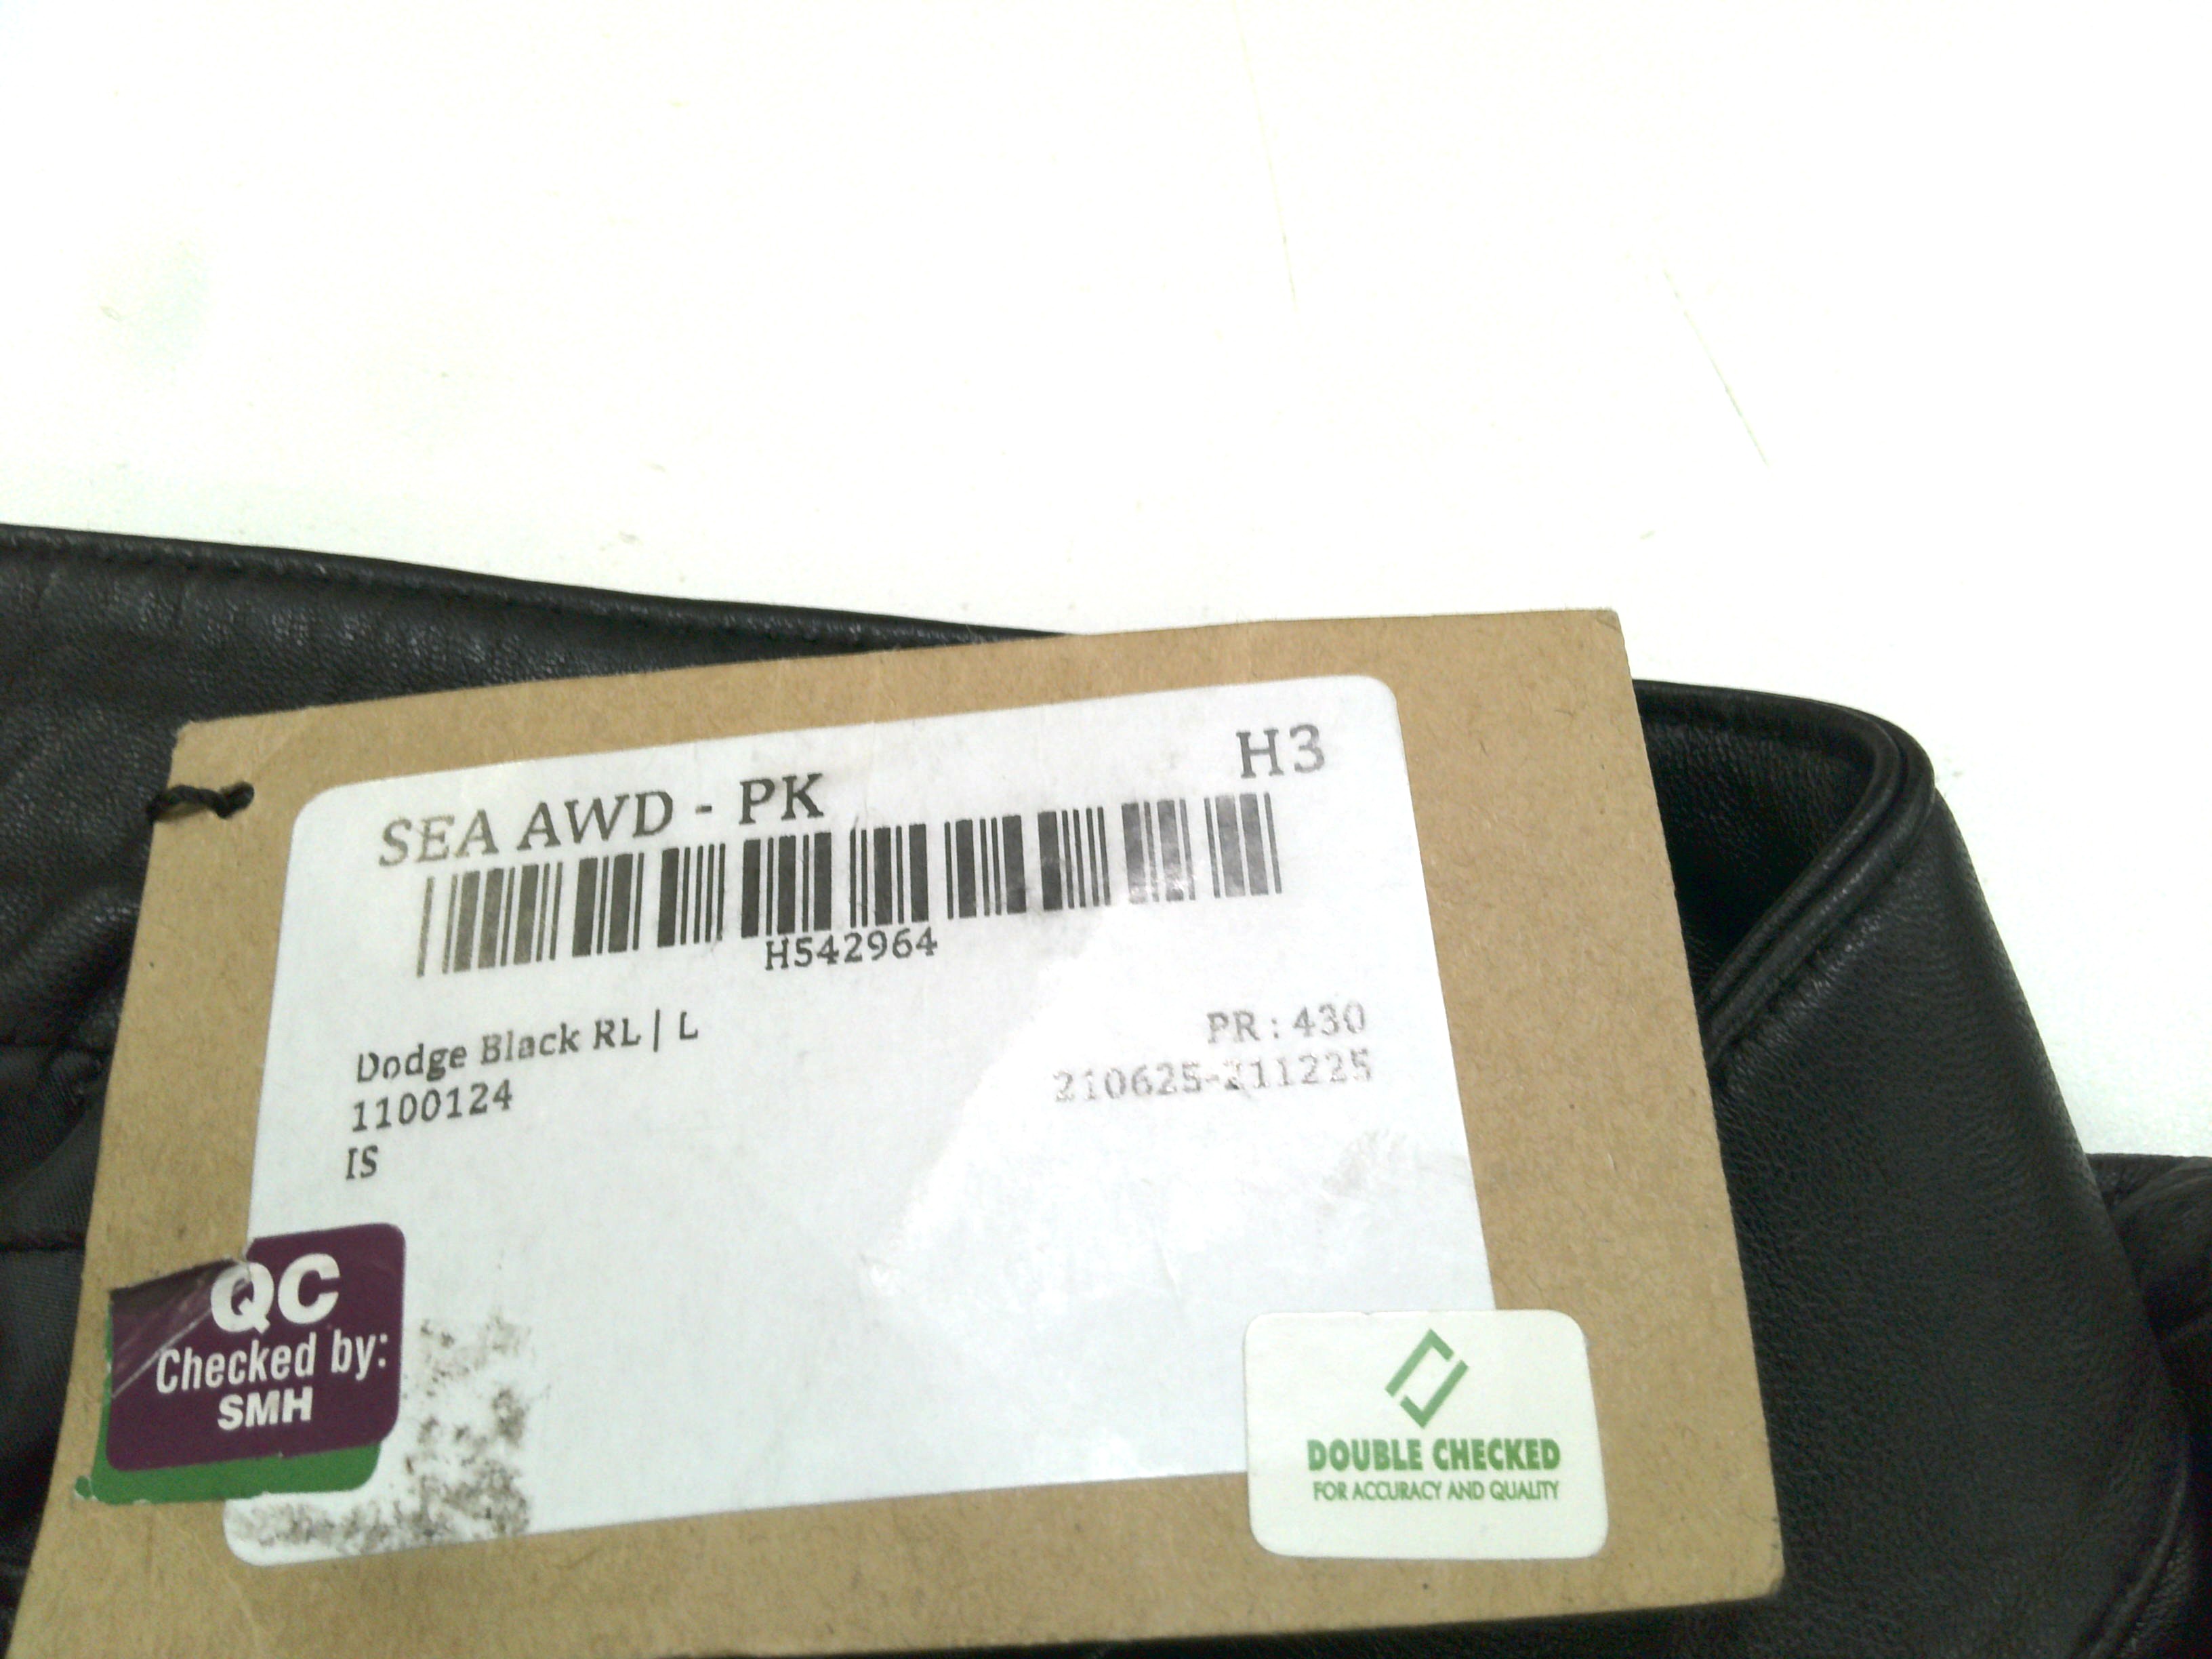 SEA AWD - PK
H3
H542964
Dodge Black RL | L
PR : 430
1100124
210625-211225
IS
QC
Checked by:
SMH
DOUBLE CHECKED
FOR ACCURACY AND QUALITY